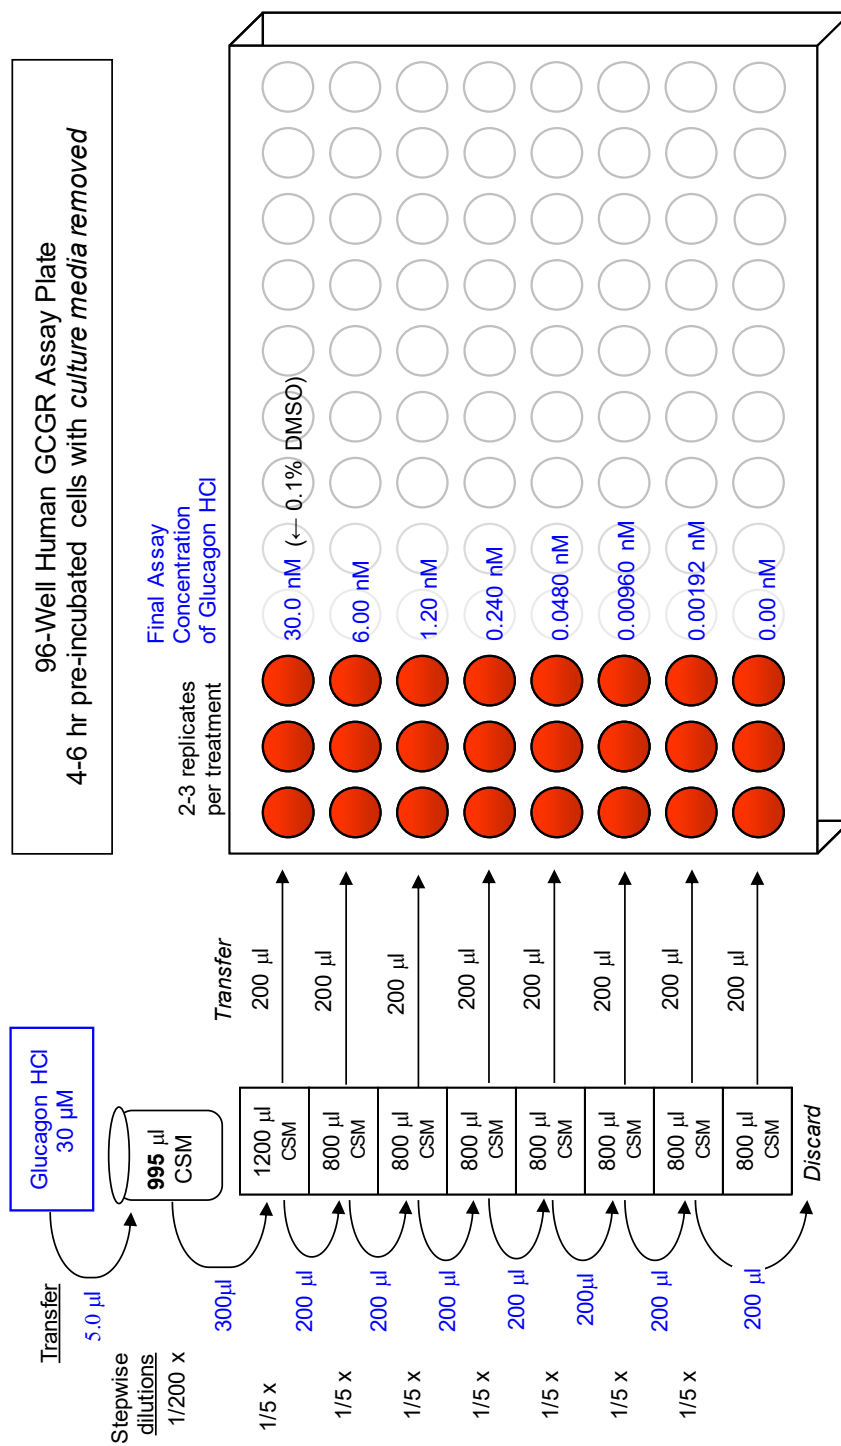 96-Well Human GCGR Assay Plate
4-6 hr pre-incubated cells with culture media removed
Glucagon HCl
30 µM
Transfer
5.0 µl
995 µl
CSM
Stepwise
dilutions
1/200 x
300µl
1/5 x
200 µl
1/5 x
200 µl
1/5 x
200 µl
1/5 x
200 µl
1/5 x
200µl
1/5 x
200 µl
1/5 x
200 µl
Discard
1200 µl
CSM
800 µl
CSM
800 µl
CSM
800 µl
CSM
800 µl
CSM
800 µl
CSM
800 µl
CSM
800 µl
CSM
Transfer
200 µl
200 µl
200 µl
200 µl
200 µl
200 µl
200 µl
200 µl
2-3 replicates
per treatment
Final Assay
Concentration
of Glucagon HCl
30.0 nM (← 0.1% DMSO)
6.00 nM
1.20 nM
0.240 nM
0.0480 nM
0.00960 nM
0.00192 nM
0.00 nM